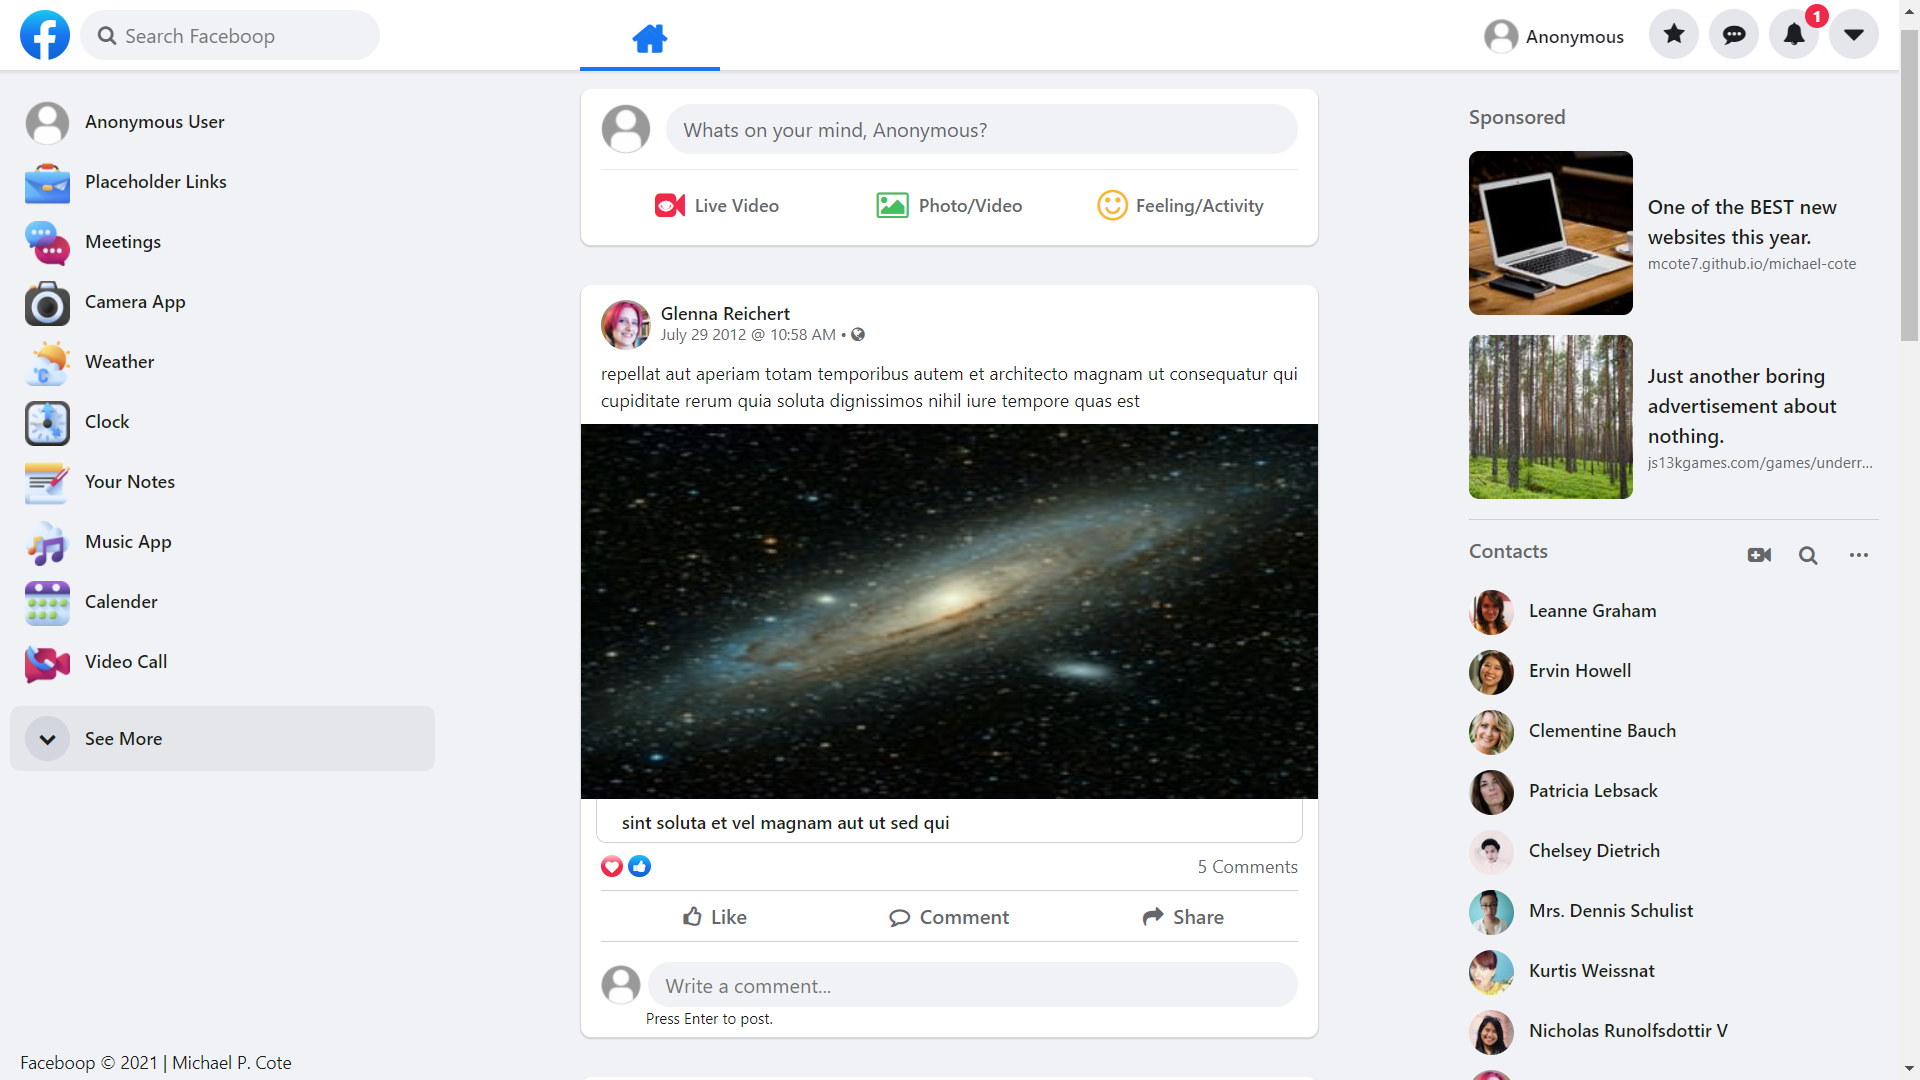 Search Faceboop
Anonymous
1
Anonymous User
Placeholder Links
Meetings
Camera App
Weather
Clock
Your Notes
Music App
Calender
Video Call
See More
Faceboop © 2021 | Michael P. Cote
Whats on your mind, Anonymous?
Live Video
Photo/Video
Feeling/Activity
Glenna Reichert
July 29 2012 @ 10:58 AM •
repellat aut aperiam totam temporibus autem et architecto magnam ut consequatur qui
cupiditate rerum quia soluta dignissimos nihil iure tempore quas est
sint soluta et vel magnam aut ut sed qui
5 Comments
Like
Comment
Share
Write a comment...
Press Enter to post.
Sponsored
One of the BEST new
websites this year.
mcote7.github.io/michael-cote
Just another boring
advertisement about
nothing.
js13kgames.com/games/underr...
Contacts
Leanne Graham
Ervin Howell
Clementine Bauch
Patricia Lebsack
Chelsey Dietrich
Mrs. Dennis Schulist
Kurtis Weissnat
Nicholas Runolfsdottir V